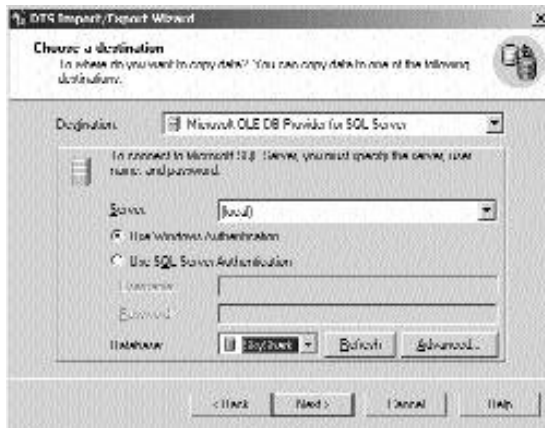 DTS Import/Export Wizard
Choose a destination
To where do you want to copy data? You can copy data to one of the following
destinations.
Destination:
Microsoft OLE DB Provider for SQL Server
To connect to Microsoft SQL Server, you must specify the server, user
name, and password.
Server:
(local)
Use Windows Authentication
Use SQL Server Authentication
Username:
Password:
Database:
Refresh
Advanced...
< Back
Next >
Cancel
Help